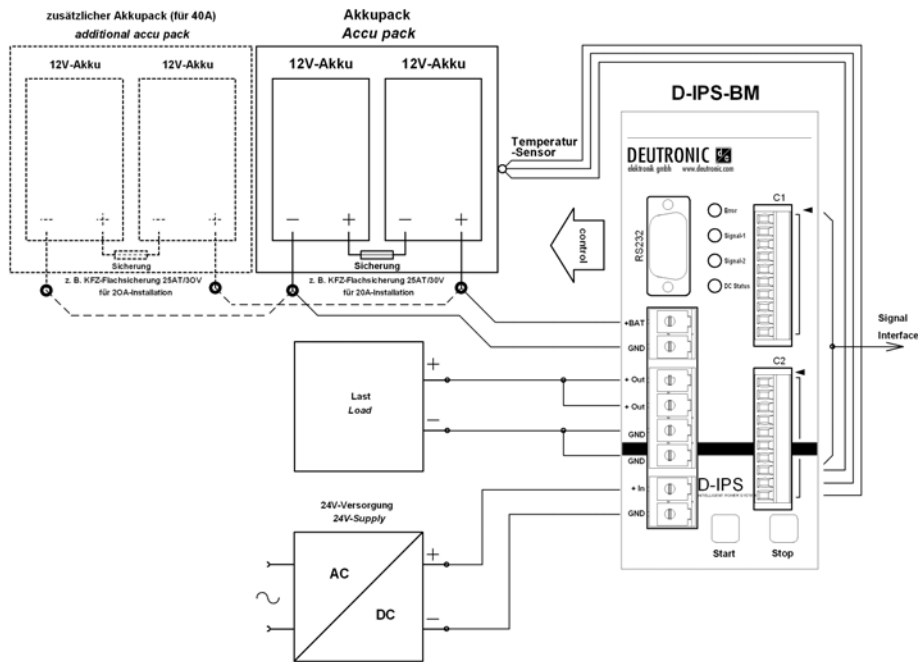 zusätzlicher Akkupack (für 40A)
additional accu pack
12V-Akku
12V-Akku
Sicherung
z. B. KFZ-Flachsicherung 25AT/3OV
für 2OA-Installation
Akkupack
Accu pack
12V-Akku
12V-Akku
Sicherung
z. B. KFZ-Flachsicherung 25AT/30V
für 20A-Installation
Temperatur
-Sensor
control
D-IPS-BM
DEUTRONIC
elektronik gmbh www.deutronic.com
RS232
Error
Signal-1
Signal-2
DC Status
C1
C2
Signal
Interface
+BAT
GND
+ Out
+ Out
GND
GND
+ In
GND
D-IPS
Start
Stop
Last
Load
24V-Versorgung
24V-Supply
AC
DC